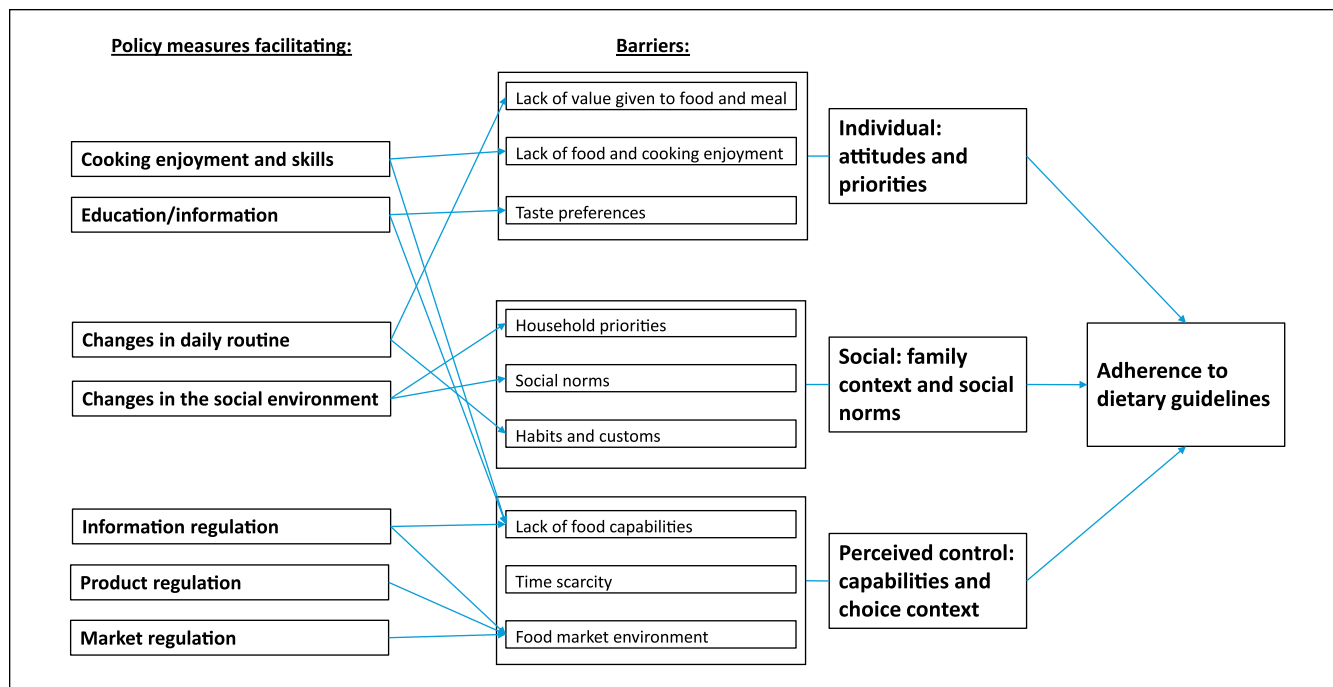 Policy measures facilitating:
Barriers:
Cooking enjoyment and skills
Education/information
Changes in daily routine
Changes in the social environment
Information regulation
Product regulation
Market regulation
Lack of value given to food and meal
Lack of food and cooking enjoyment
Taste preferences
Household priorities
Social norms
Habits and customs
Lack of food capabilities
Time scarcity
Food market environment
Individual:
attitudes and
priorities
Social: family
context and social
norms
Perceived control:
capabilities and
choice context
Adherence to
dietary guidelines